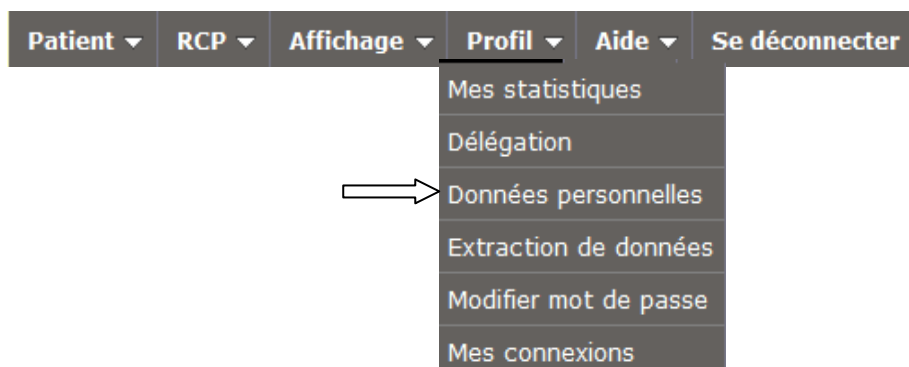 Patient RCP Affichage Profil Aide Se déconnecter
Mes statistiques
Délégation
Données personnelles
Extraction de données
Modifier mot de passe
Mes connexions